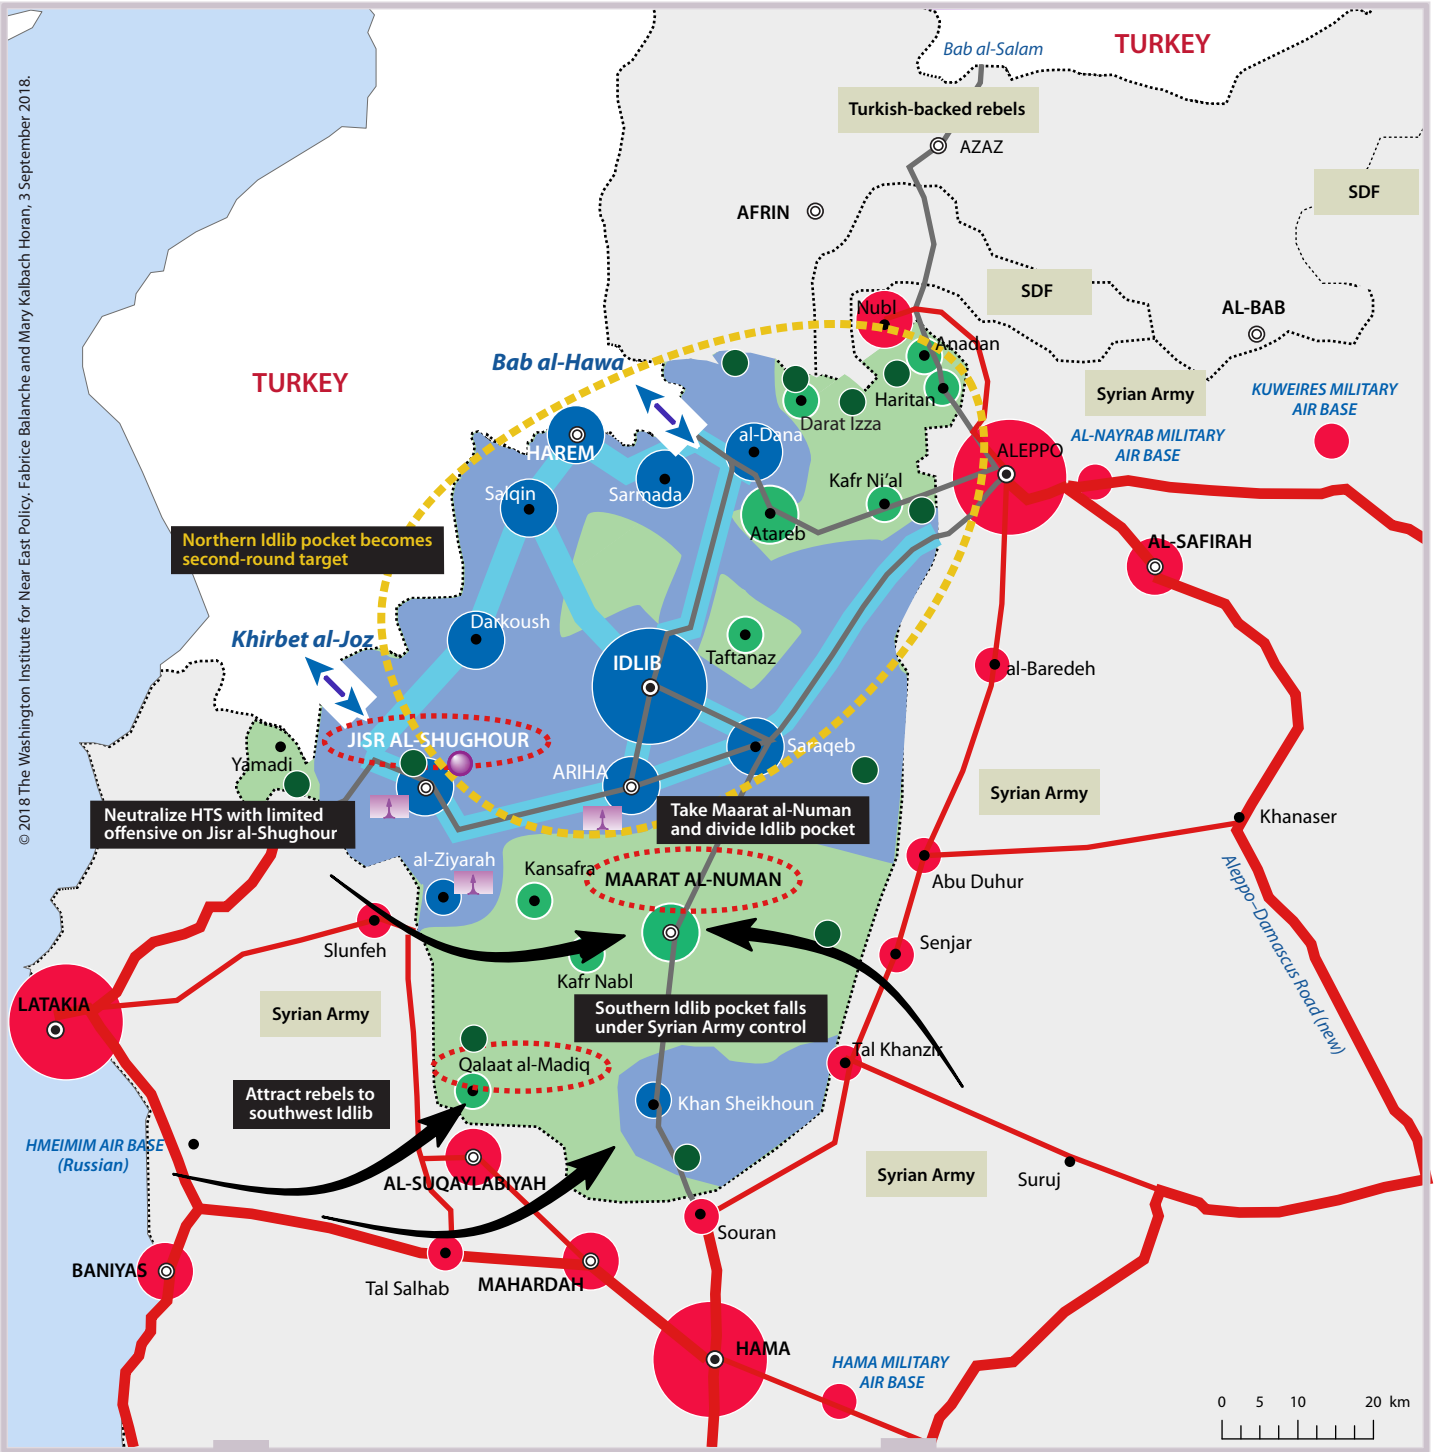 Bab al-Salam
TURKEY
Turkish-backed rebels
AZAZ
SDF
AFRIN
SDF
AL-BAB
Nubl
Anadan
Bab al-Hawa
TURKEY
Syrian Army
KUWEIRES MILITARY
AIR BASE
Haritan
Darat Izza
al-Dana
AL-NAYRAB MILITARY
AIR BASE
HAREM
ALEPPO
Salqin
Sarmada
Kafr Ni'al
Atareb
Northern Idlib pocket becomes
second-round target
AL-SAFIRAH
Darkoush
Khirbet al-Joz
IDLIB
Taftanaz
al-Baredeh
JISR AL-SHUGHOUR
Saraqeb
Yamadi
ARIHA
Syrian Army
Neutralize HTS with limited
offensive on Jisr al-Shughour
Take Maarat al-Numan
and divide Idlib pocket
Khanaser
al-Ziyarah
Kansafra
MAARAT AL-NUMAN
Abu Duhur
Aleppo–Damascus Road (new)
Slunfeh
Senjar
Kafr Nabl
LATAKIA
Syrian Army
Southern Idlib pocket falls
under Syrian Army control
Tal Khanzir
Qalaat al-Madiq
Attract rebels to
southwest Idlib
Khan Sheikhoun
HMEIMIM AIR BASE
(Russian)
AL-SUQAYLABIYAH
Syrian Army
Suruj
Souran
BANIYAS
Tal Salhab
MAHARDAH
HAMA
HAMA MILITARY
AIR BASE
0 5 10 20 km
© 2018 The Washington Institute for Near East Policy. Fabrice Balanche and Mary Kalbach Horan, 3 September 2018.